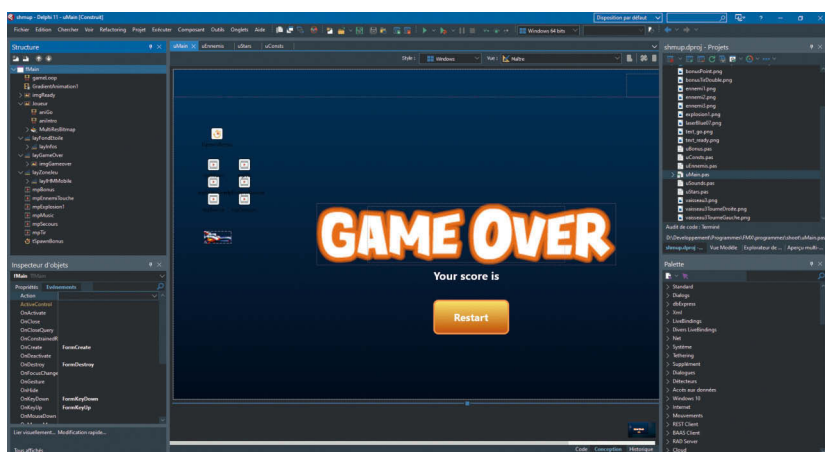 shmup - Delphi 11 - uMain [Construit]
Disposition par défaut
Fichier Edition Chercher Voir Refactoring Projet Exécuter Composant Outils Onglets Aide
Windows 64 bits
Structure
fMain
gameLoop
GradientAnimation1
imgReady
Joueur
aniGo
aniIntro
MultiResBitmap
layFondEtoile
layInfos
layGameOver
imgGameover
layZoneJeu
layIHMMobile
mpBonus
mpEnnemiTouche
mpExplosion1
mpMusic
mpSecours
mpTir
tSpawnBonus
Inspecteur d'objets
fMain TfMain
Propriétés Evénements
Action
ActiveControl
OnActivate
OnClose
OnCloseQuery
OnCreate FormCreate
OnDeactivate
OnDestroy FormDestroy
OnFocusChange
OnGesture
OnHide
OnKeyDown FormKeyDown
OnKeyUp FormKeyUp
OnMouseDown
Lier visuellement... Modification rapide...
Tous affichés
uMain uEnnemis uStars uConsts
Style : Windows Vue : Maître
GAME OVER
Your score is
Restart
Code Conception Historique
shmup.dproj - Projets
bonusPoint.png
bonusTirDouble.png
ennemi1.png
ennemi2.png
ennemi3.png
explosion1.png
laserBlue07.png
text_go.png
text_ready.png
uBonus.pas
uConsts.pas
uEnnemis.pas
uMain.pas
uSounds.pas
uStars.pas
vaisseau3.png
vaisseau3TourneDroite.png
vaisseau3TourneGauche.png
Audit de code : Terminé
shmup.dproj ... Vue Modèle Explorateur de ... Aperçu multi-...
Palette
Standard
Dialogs
dbExpress
Xml
LiveBindings
Divers LiveBindings
Net
Système
Tethering
Supplément
Dialogues
Détecteurs
Accès aux données
Windows 10
Internet
Mouvements
REST Client
BAAS Client
RAD Server
Cloud